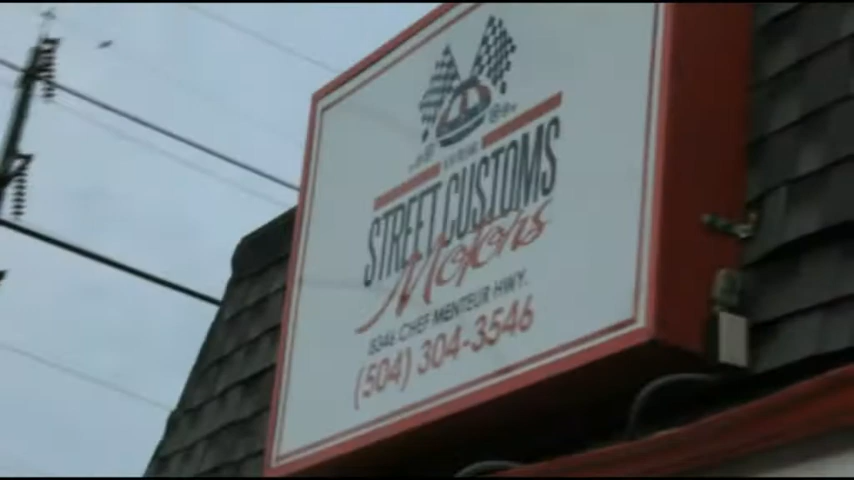 STREET CUSTOMS
Motors
8346 CHEF MENTEUR HWY.
(504) 304-3546